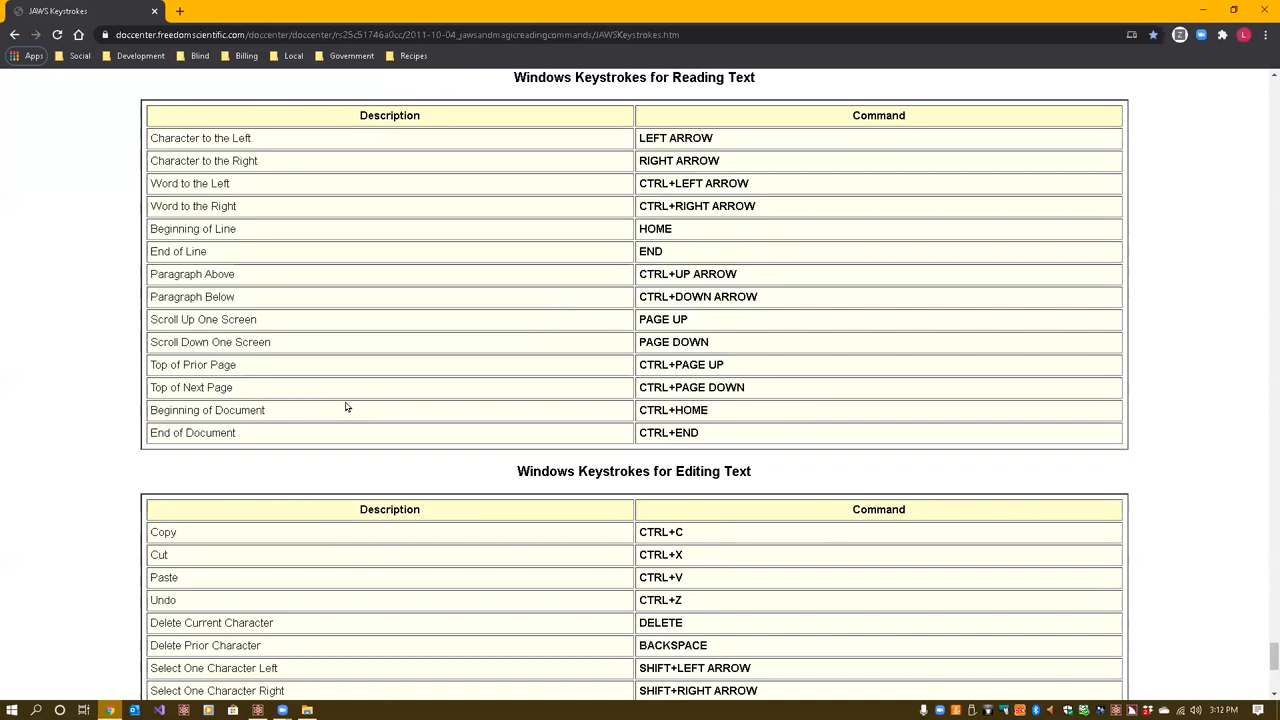 JAWS Keystrokes
doccenter.freedomscientific.com/doccenter/doccenter/rs25c51746a0cc/2011-10-04_jawsandmagicreadingcommands/JAWSKeystrokes.htm
Apps Social Development Blind Billing Local Government Recipes
Windows Keystrokes for Reading Text
Description Command
Character to the Left LEFT ARROW
Character to the Right RIGHT ARROW
Word to the Left CTRL+LEFT ARROW
Word to the Right CTRL+RIGHT ARROW
Beginning of Line HOME
End of Line END
Paragraph Above CTRL+UP ARROW
Paragraph Below CTRL+DOWN ARROW
Scroll Up One Screen PAGE UP
Scroll Down One Screen PAGE DOWN
Top of Prior Page CTRL+PAGE UP
Top of Next Page CTRL+PAGE DOWN
Beginning of Document CTRL+HOME
End of Document CTRL+END
Windows Keystrokes for Editing Text
Description Command
Copy CTRL+C
Cut CTRL+X
Paste CTRL+V
Undo CTRL+Z
Delete Current Character DELETE
Delete Prior Character BACKSPACE
Select One Character Left SHIFT+LEFT ARROW
Select One Character Right SHIFT+RIGHT ARROW
3:12 PM